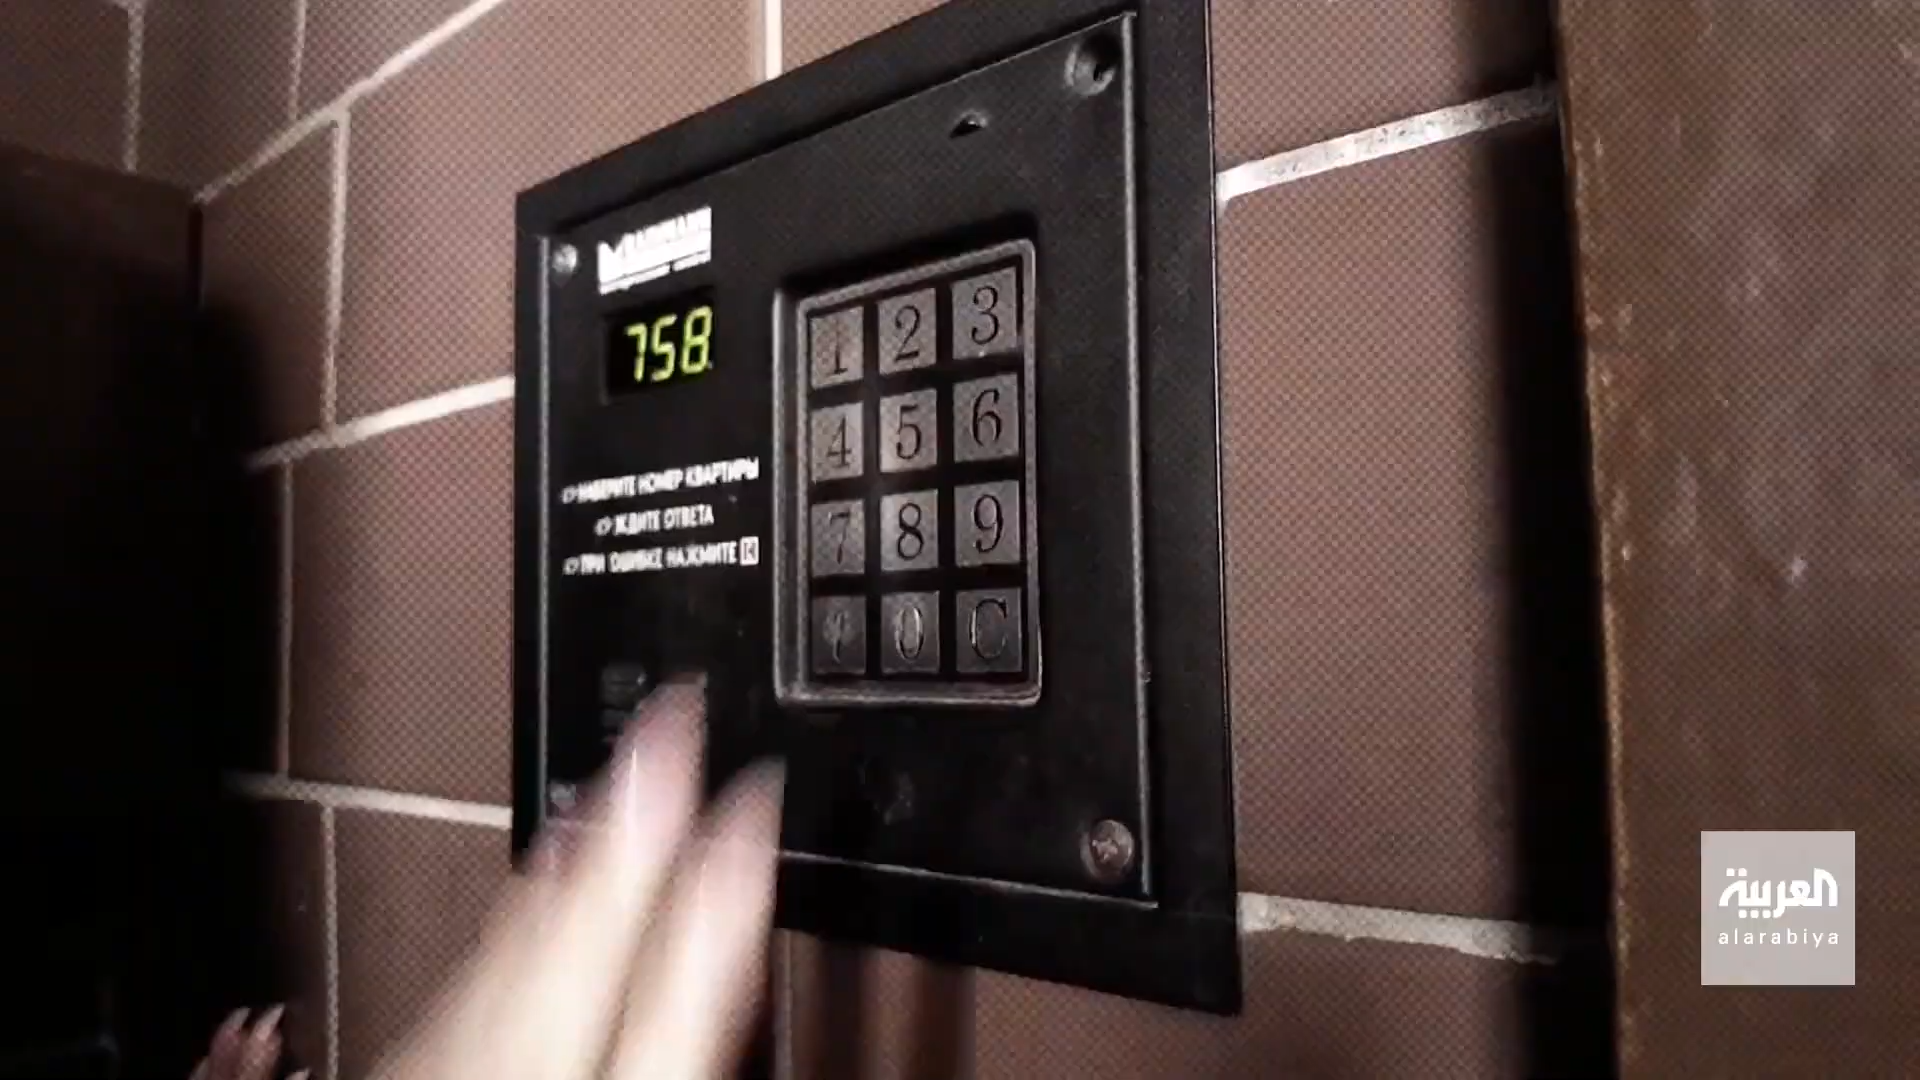 758
НАБЕРИТЕ НОМЕР КВАРТИРЫ
ЖДИТЕ ОТВЕТА
ПРИ ОШИБКЕ НАЖМИТЕ
1 2 3
4 5 6
7 8 9
0 C
العربية
alarabiya